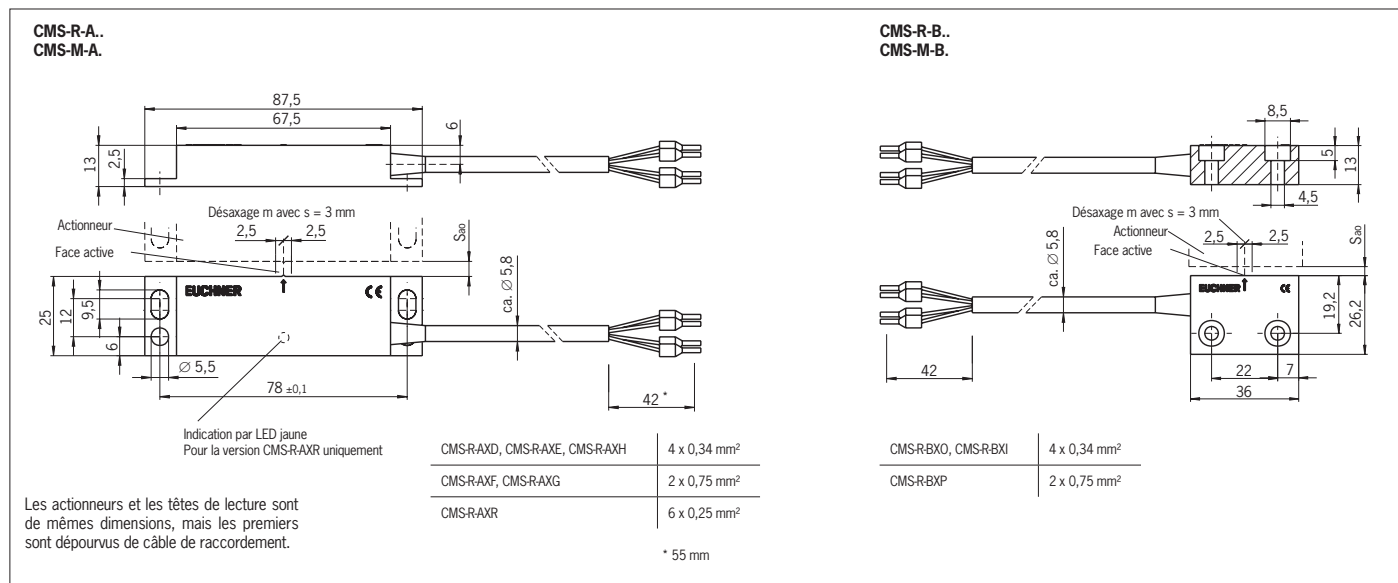 CMS-R-A..
CMS-M-A.
87,5
67,5
6
13
2,5
Désaxage m avec s = 3 mm
Actionneur
2,5
2,5
Face active
Sao
EUCHNER
CE
25
12
9,5
6
∅ 5,5
78 ±0,1
ca. ∅ 5,8
42 *
Indication par LED jaune
Pour la version CMS-R-AXR uniquement
CMS-R-AXD, CMS-R-AXE, CMS-R-AXH 4 x 0,34 mm²
CMS-R-AXF, CMS-R-AXG 2 x 0,75 mm²
CMS-R-AXR 6 x 0,25 mm²
* 55 mm
Les actionneurs et les têtes de lecture sont
de mêmes dimensions, mais les premiers
sont dépourvus de câble de raccordement.
CMS-R-B..
CMS-M-B.
8,5
5
13
4,5
Désaxage m avec s = 3 mm
Actionneur
2,5
2,5
Face active
Sao
ca. ∅ 5,8
EUCHNER
CE
19,2
26,2
42
22
7
36
CMS-R-BXO, CMS-R-BXI 4 x 0,34 mm²
CMS-R-BXP 2 x 0,75 mm²